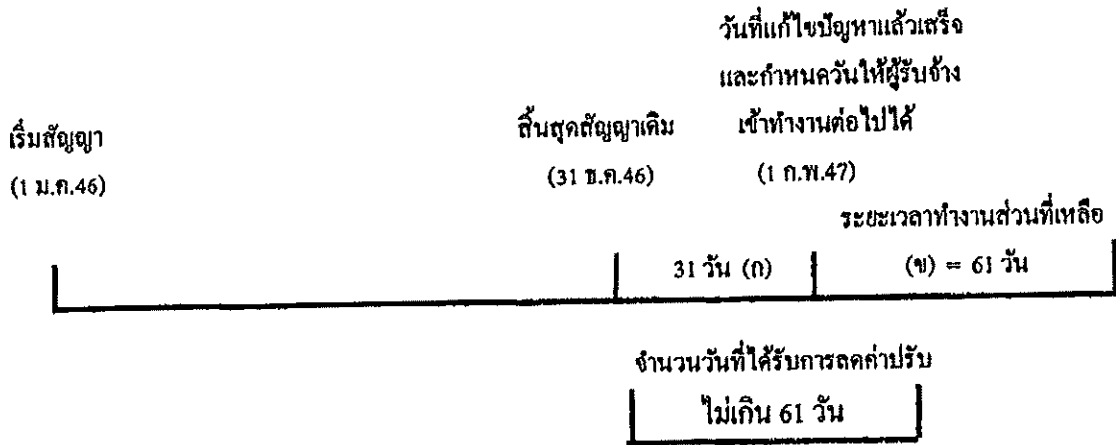 วันที่แก้ไขปัญหาแล้วเสร็จ
และกำหนดวันให้ผู้รับจ้าง
เริ่มสัญญา
สิ้นสุดสัญญาเดิม
เข้าทำงานต่อไปได้
(1 ม.ค.46)
(31 ธ.ค.46)
(1 ก.พ.47)
ระยะเวลาทำงานส่วนที่เหลือ
31 วัน (ก)
(ข) = 61 วัน
จำนวนวันที่ได้รับการลดค่าปรับ
ไม่เกิน 61 วัน